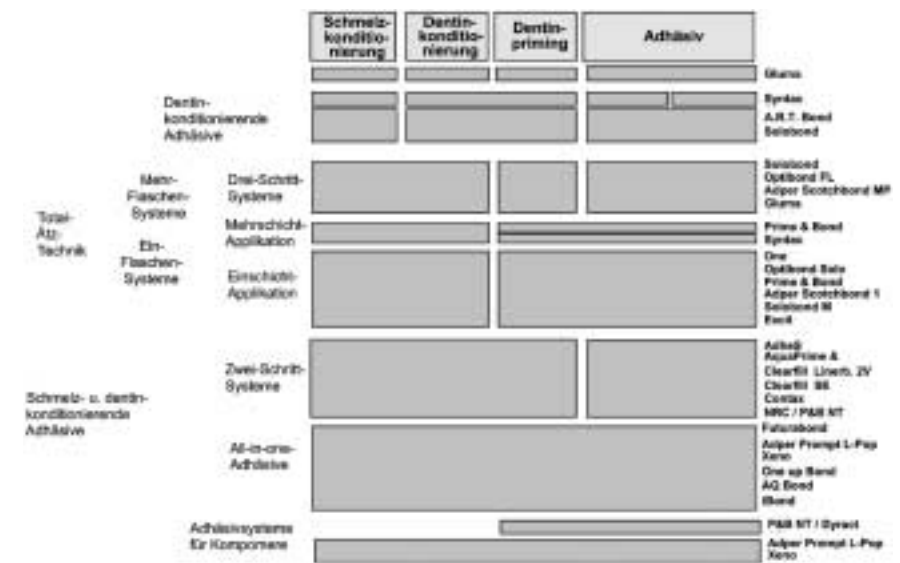 Schmelz-
konditio-
nierung
Dentin-
konditio-
nierung
Dentin-
priming
Adhäsiv
Gluma
Dentin-
konditionierende
Adhäsive
Syntac
A.R.T. Bond
Solobond
Total-
Ätz-
Technik
Mehr-
Flaschen-
Systeme
Drei-Schritt-
Systeme
Solobond
Optibond FL
Adper Scotchbond MP
Gluma
Ein-
Flaschen-
Systeme
Mehrschicht-
Applikation
Prime & Bond
Syntac
Einschicht-
Applikation
One
Optibond Solo
Prime & Bond
Adper Scotchbond 1
Solobond M
Excit
Schmelz- u. dentin-
konditionierende
Adhäsive
Zwei-Schritt-
Systeme
AquaPrime &
Clearfil Linerb. 2V
Clearfil SE
Contax
NRC / P&B NT
All-in-one-
Adhäsive
Futurabond
Adper Prompt L-Pop
Xeno
One up Bond
AQ Bond
iBond
Adhäsivsysteme
für Kompomere
P&B NT / Dyract
Adper Prompt L-Pop
Xeno